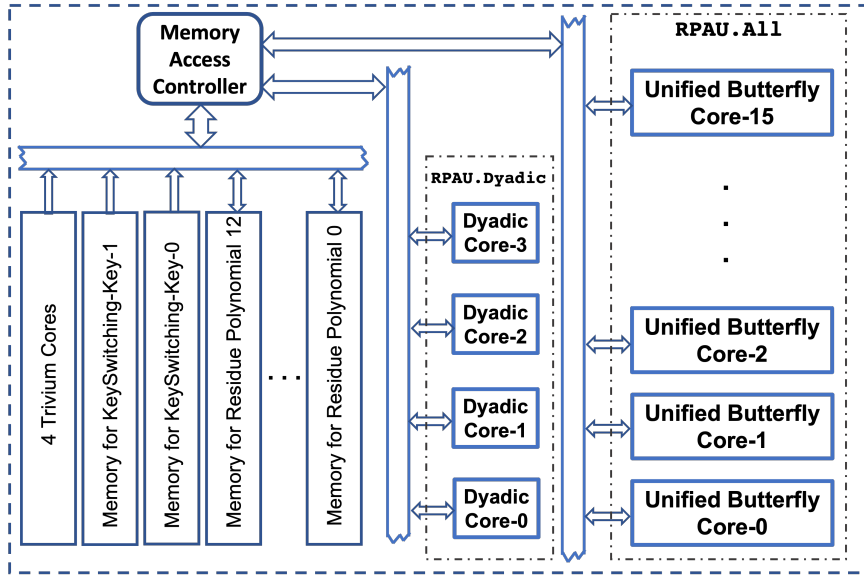 Memory
Access
Controller
4 Trivium Cores
Memory for KeySwitching-Key-1
Memory for KeySwitching-Key-0
Memory for Residue Polynomial 12
. . .
Memory for Residue Polynomial 0
RPAU.Dyadic
Dyadic
Core-3
Dyadic
Core-2
Dyadic
Core-1
Dyadic
Core-0
RPAU.All
Unified Butterfly
Core-15
Unified Butterfly
Core-2
Unified Butterfly
Core-1
Unified Butterfly
Core-0